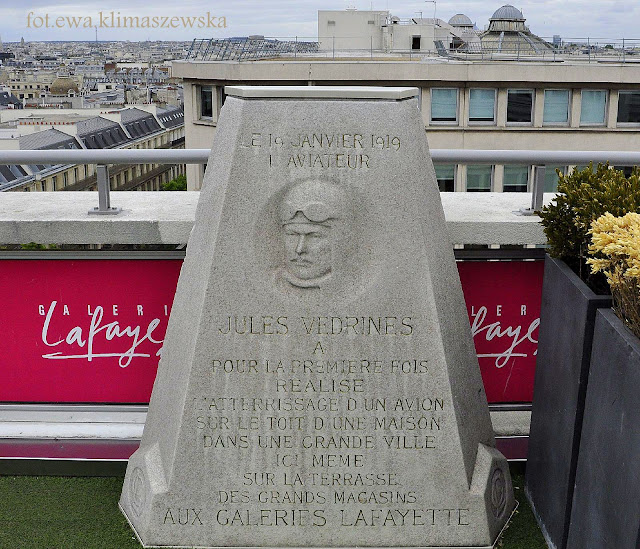 fot.ewa.klimaszewska
LE 19 JANVIER 1919
L AVIATEUR
JULES VEDRINES
A
POUR LA PREMIERE FOIS
REALISE
L'ATTERRISSAGE D UN AVION
SUR LE TOIT D UNE MAISON
DANS UNE GRANDE VILLE
ICI MEME
SUR LA TERRASSE
DES GRANDS MAGASINS
AUX GALERIES LAFAYETTE
GALERI
Lafaye
Lafaye